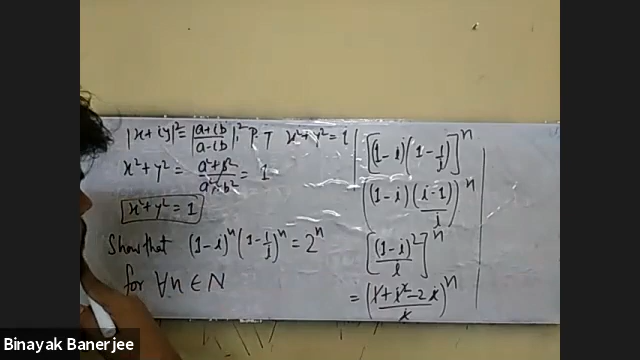 |x+iy|² = |a+ib / a-ib|² P.T x²+y²=1
x²+y² = a²+b² / a²+b² = 1
x²+y²=1
Show that (1-i)ⁿ (1-1/i)ⁿ = 2ⁿ
for ∀n ∈ N
[(1-i)(1-1/i)]ⁿ
((1-i)(i-1/i))ⁿ
[(1-i)²/i]ⁿ
= (1+i²-2i/i)ⁿ
Binayak Banerjee